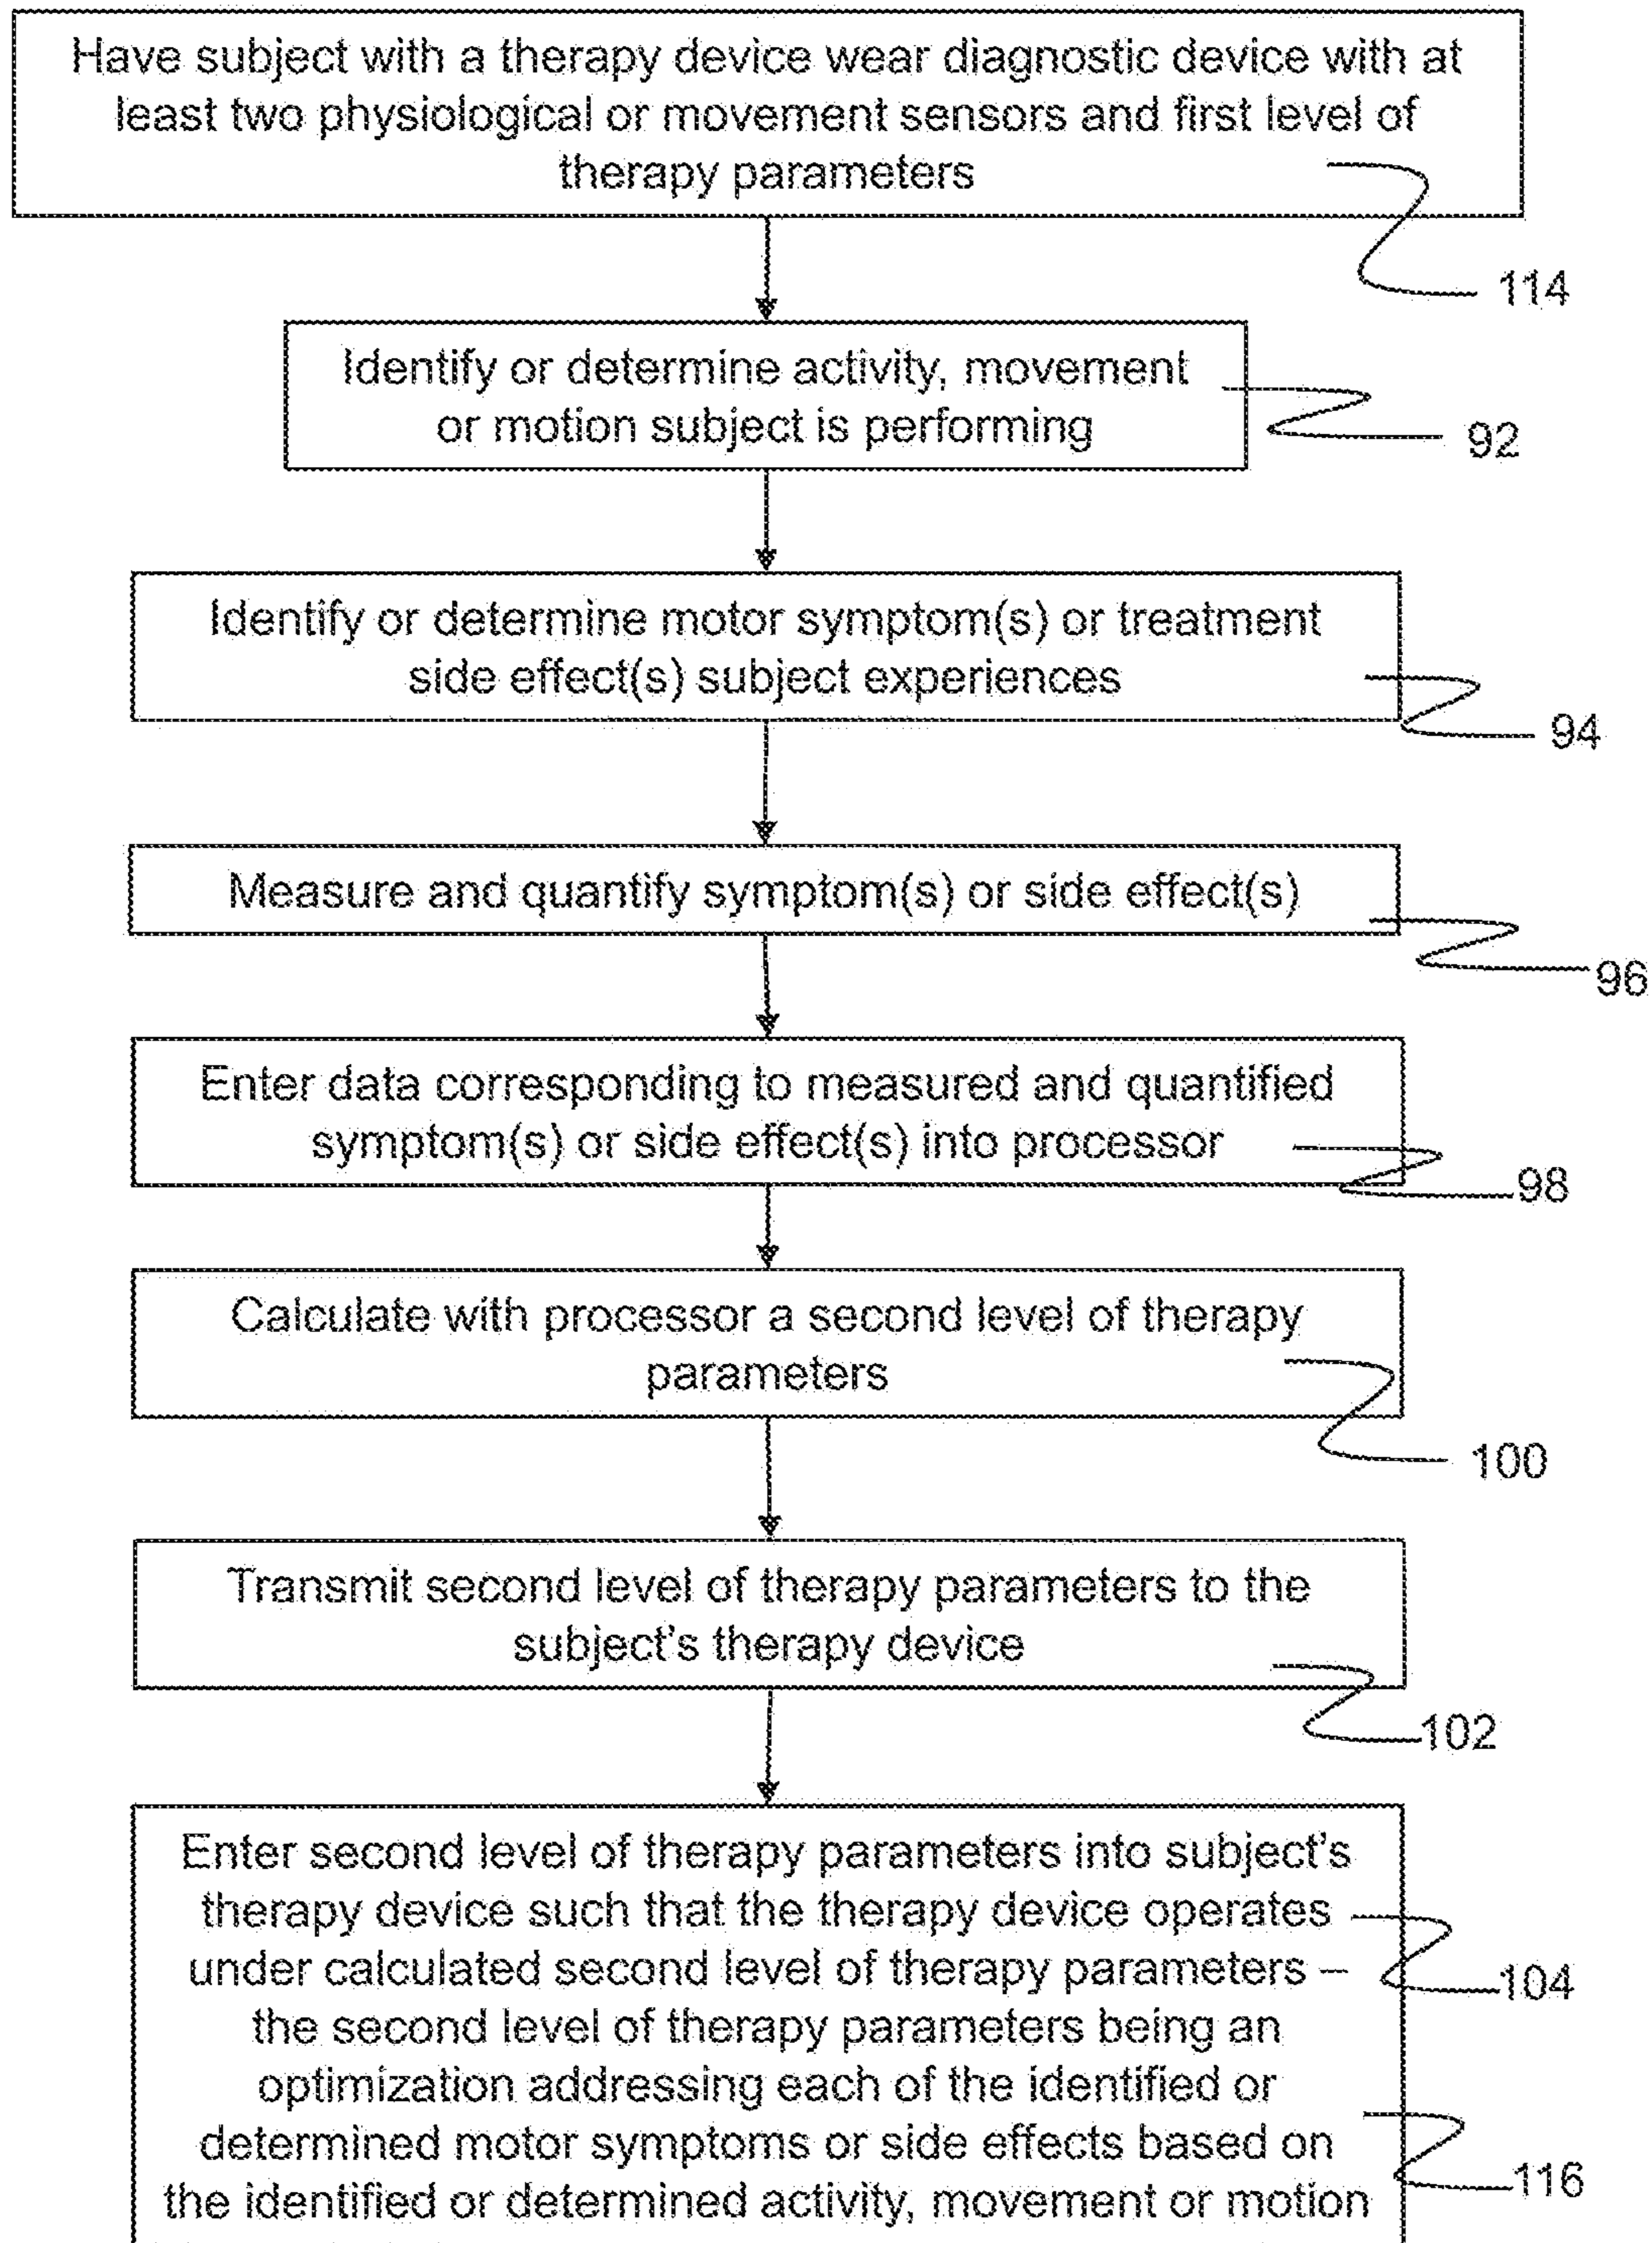 Have subject with a therapy device wear diagnostic device with at
least two physiological or movement sensors and first level of
therapy parameters
114
Identify or determine activity, movement
or motion subject is performing
92
Identify or determine motor symptom(s) or treatment
side effect(s) subject experiences
94
Measure and quantify symptom(s) or side effect(s)
96
Enter data corresponding to measured and quantified
symptom(s) or side effect(s) into processor
98
Calculate with processor a second level of therapy
parameters
100
Transmit second level of therapy parameters to the
subject's therapy device
102
Enter second level of therapy parameters into subject's
therapy device such that the therapy device operates
under calculated second level of therapy parameters –
104
the second level of therapy parameters being an
optimization addressing each of the identified or
determined motor symptoms or side effects based on
116
the identified or determined activity, movement or motion